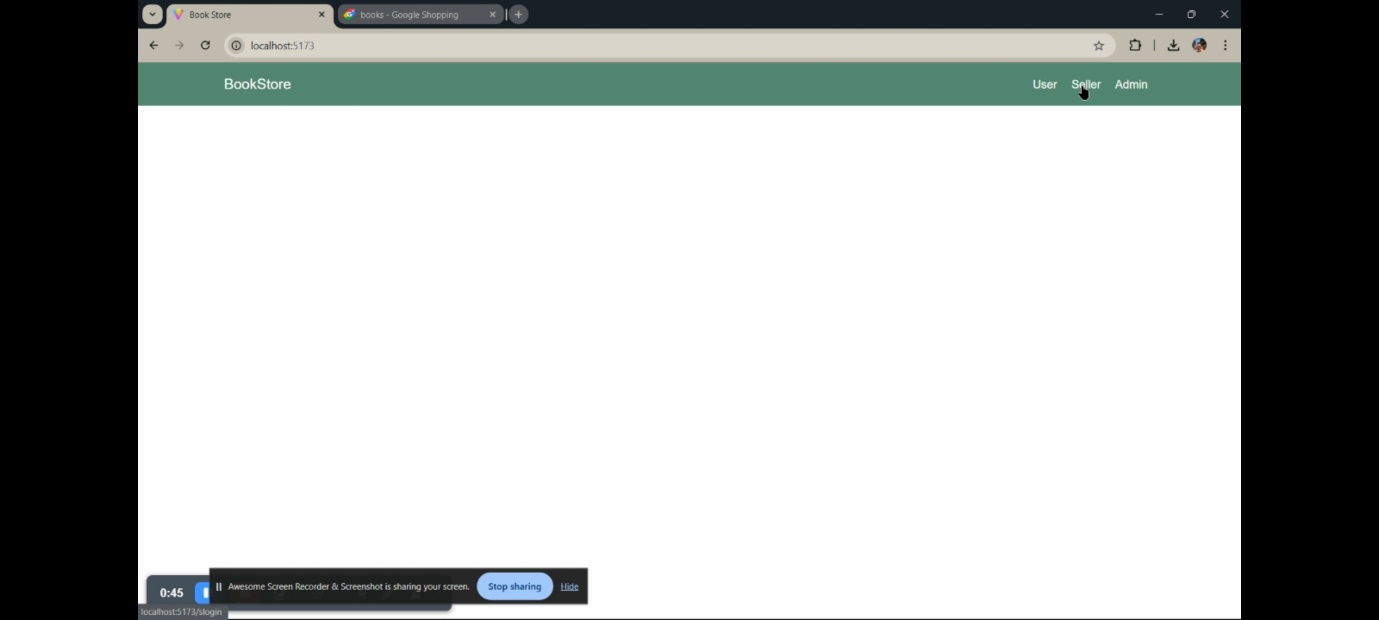 Book Store
books - Google Shopping
localhost:5173
BookStore
User Seller Admin
0:45
Awesome Screen Recorder & Screenshot is sharing your screen. Stop sharing Hide
localhost:5173/slogin